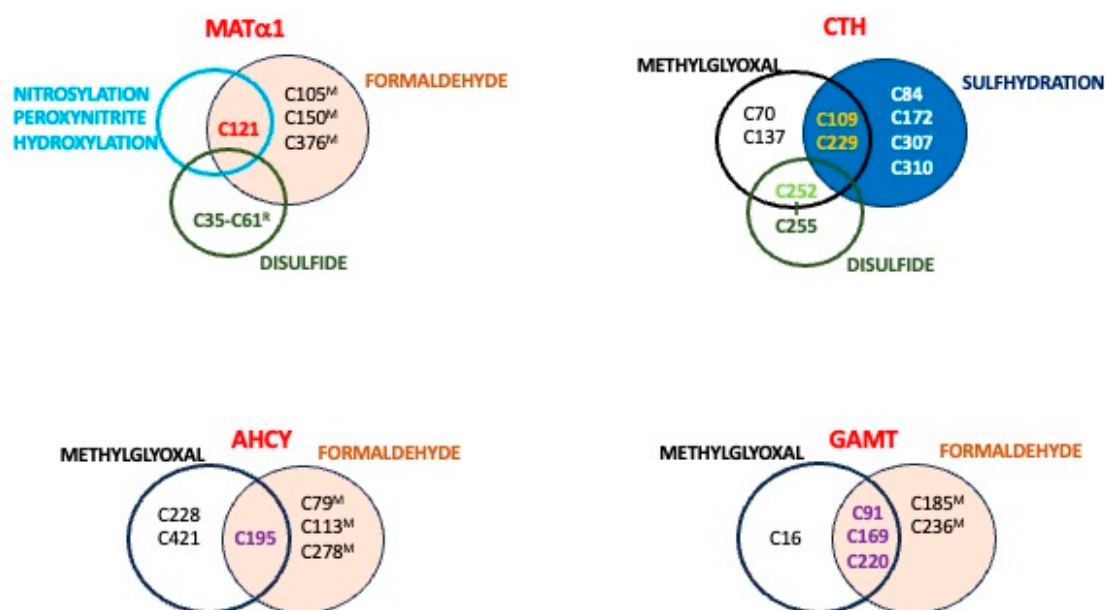 MATα1
NITROSYLATION
PEROXYNITRITE
HYDROXYLATION
FORMALDEHYDE
C121
C105ᴹ
C150ᴹ
C376ᴹ
C35-C61ᴿ
DISULFIDE
CTH
METHYLGLYOXAL
SULFHYDRATION
C70
C137
C109
C229
C84
C172
C307
C310
C252
C255
DISULFIDE
AHCY
METHYLGLYOXAL
FORMALDEHYDE
C228
C421
C195
C79ᴹ
C113ᴹ
C278ᴹ
GAMT
METHYLGLYOXAL
FORMALDEHYDE
C16
C91
C169
C220
C185ᴹ
C236ᴹ